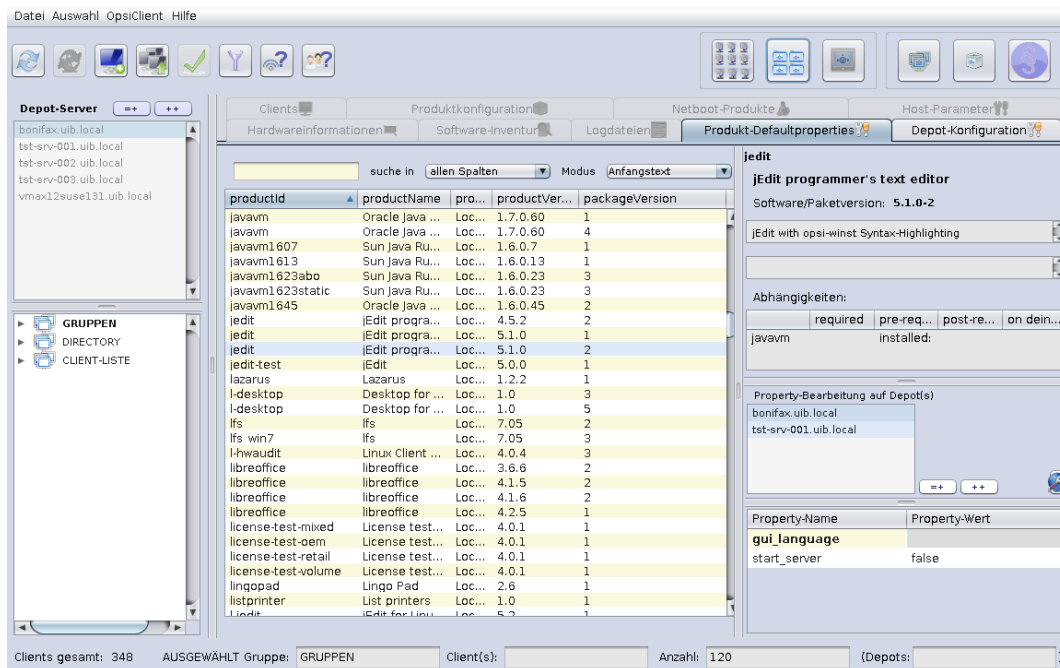 Datei Auswahl OpsiClient Hilfe
Depot-Server =+ ++
bonifax.uib.local
tst-srv-001.uib.local
tst-srv-002.uib.local
tst-srv-003.uib.local
vmax12suse131.uib.local
GRUPPEN
DIRECTORY
CLIENT-LISTE
Clients Produktkonfiguration Netboot-Produkte Host-Parameter
Hardwareinformationen Software-Inventur Logdateien Produkt-Defaultproperties Depot-Konfiguration
suche in allen Spalten Modus Anfangstext
productId productName pro... productVer... packageVersion
javavm Oracle Java ... Loc... 1.7.0.60 1
javavm Oracle Java ... Loc... 1.7.0.60 4
javavm1607 Sun Java Ru... Loc... 1.6.0.7 1
javavm1613 Sun Java Ru... Loc... 1.6.0.13 1
javavm1623abo Sun Java Ru... Loc... 1.6.0.23 3
javavm1623static Sun Java Ru... Loc... 1.6.0.23 3
javavm1645 Oracle Java ... Loc... 1.6.0.45 2
jedit jEdit progra... Loc... 4.5.2 2
jedit jEdit progra... Loc... 5.1.0 1
jedit jEdit progra... Loc... 5.1.0 2
jedit-test jEdit Loc... 5.0.0 1
lazarus Lazarus Loc... 1.2.2 1
l-desktop Desktop for ... Loc... 1.0 3
l-desktop Desktop for ... Loc... 1.0 5
lfs lfs Loc... 7.05 2
lfs_win7 lfs Loc... 7.05 3
l-hwaudit Linux Client ... Loc... 4.0.4 3
libreoffice libreoffice Loc... 3.6.6 2
libreoffice libreoffice Loc... 4.1.5 2
libreoffice libreoffice Loc... 4.1.6 2
libreoffice libreoffice Loc... 4.2.5 1
license-test-mixed License test... Loc... 4.0.1 1
license-test-oem License test... Loc... 4.0.1 1
license-test-retail License test... Loc... 4.0.1 1
license-test-volume License test... Loc... 4.0.1 1
lingopad Lingo Pad Loc... 2.6 1
listprinter List printers Loc... 1.0 1
jedit
jEdit programmer's text editor
Software/Paketversion: 5.1.0-2
jEdit with opsi-winst Syntax-Highlighting
Abhängigkeiten:
required pre-req... post-re... on dein...
javavm installed:
Property-Bearbeitung auf Depot(s)
bonifax.uib.local
tst-srv-001.uib.local
=+ ++
Property-Name Property-Wert
gui_language
start_server false
Clients gesamt: 348 AUSGEWÄHLT Gruppe: GRUPPEN Client(s): Anzahl: 120 (Depots: